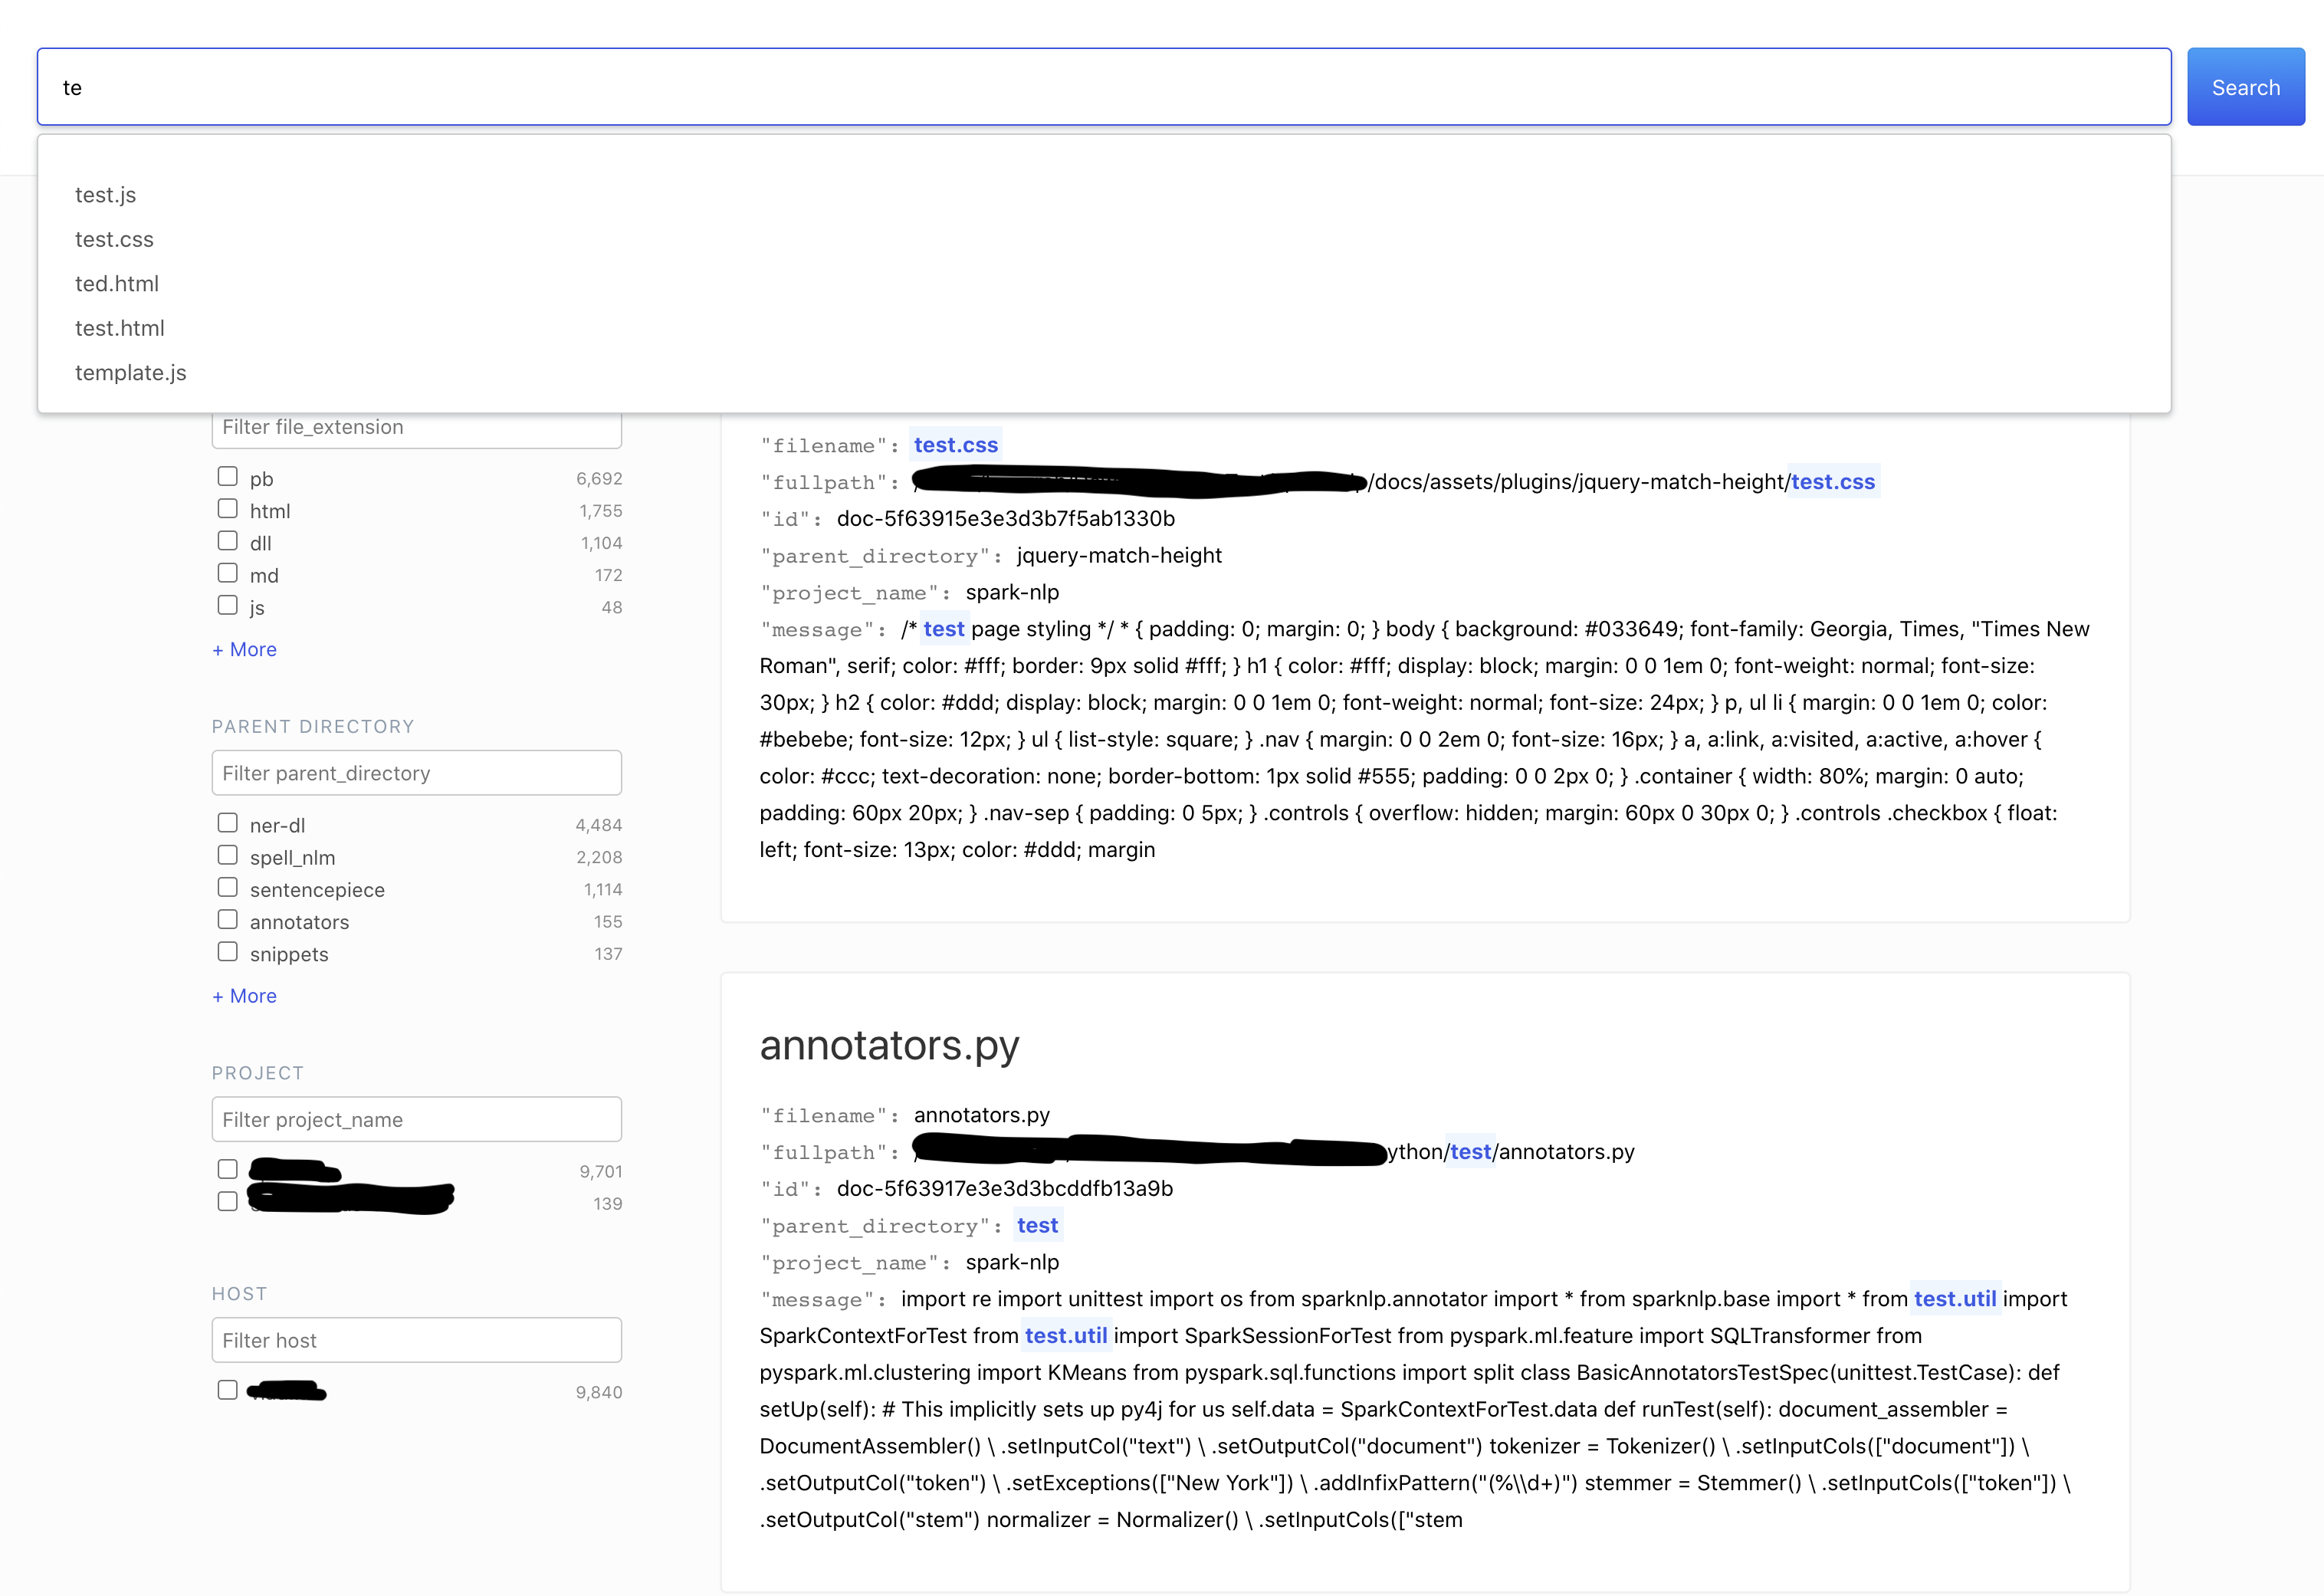 te
Search
test.js
test.css
ted.html
test.html
template.js
Filter file_extension
pb 6,692
html 1,755
dll 1,104
md 172
js 48
+ More
PARENT DIRECTORY
Filter parent_directory
ner-dl 4,484
spell_nlm 2,208
sentencepiece 1,114
annotators 155
snippets 137
+ More
PROJECT
Filter project_name
9,701
139
HOST
Filter host
9,840
"filename": test.css
"fullpath": /docs/assets/plugins/jquery-match-height/test.css
"id": doc-5f63915e3e3d3b7f5ab1330b
"parent_directory": jquery-match-height
"project_name": spark-nlp
"message": /* test page styling */ * { padding: 0; margin: 0; } body { background: #033649; font-family: Georgia, Times, "Times New
Roman", serif; color: #fff; border: 9px solid #fff; } h1 { color: #fff; display: block; margin: 0 0 1em 0; font-weight: normal; font-size:
30px; } h2 { color: #ddd; display: block; margin: 0 0 1em 0; font-weight: normal; font-size: 24px; } p, ul li { margin: 0 0 1em 0; color:
#bebebe; font-size: 12px; } ul { list-style: square; } .nav { margin: 0 0 2em 0; font-size: 16px; } a, a:link, a:visited, a:active, a:hover {
color: #ccc; text-decoration: none; border-bottom: 1px solid #555; padding: 0 0 2px 0; } .container { width: 80%; margin: 0 auto;
padding: 60px 20px; } .nav-sep { padding: 0 5px; } .controls { overflow: hidden; margin: 60px 0 30px 0; } .controls .checkbox { float:
left; font-size: 13px; color: #ddd; margin
annotators.py
"filename": annotators.py
"fullpath": ython/test/annotators.py
"id": doc-5f63917e3e3d3bcddfb13a9b
"parent_directory": test
"project_name": spark-nlp
"message": import re import unittest import os from sparknlp.annotator import * from sparknlp.base import * from test.util import
SparkContextForTest from test.util import SparkSessionForTest from pyspark.ml.feature import SQLTransformer from
pyspark.ml.clustering import KMeans from pyspark.sql.functions import split class BasicAnnotatorsTestSpec(unittest.TestCase): def
setUp(self): # This implicitly sets up py4j for us self.data = SparkContextForTest.data def runTest(self): document_assembler =
DocumentAssembler() \ .setInputCol("text") \ .setOutputCol("document") tokenizer = Tokenizer() \ .setInputCols(["document"]) \
.setOutputCol("token") \ .setExceptions(["New York"]) \ .addInfixPattern("(%\\d+)") stemmer = Stemmer() \ .setInputCols(["token"]) \
.setOutputCol("stem") normalizer = Normalizer() \ .setInputCols(["stem